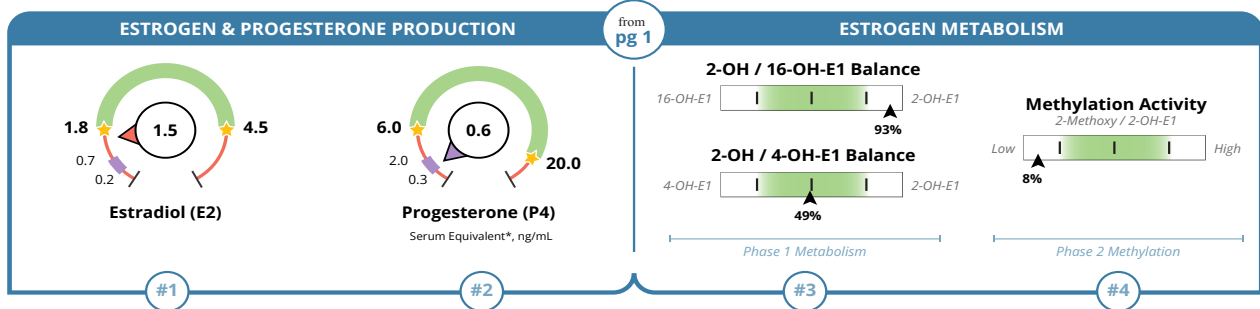 ESTROGEN & PROGESTERONE PRODUCTION
from
pg 1
ESTROGEN METABOLISM
1.8
1.5
4.5
0.7
0.2
Estradiol (E2)
6.0
0.6
2.0
0.3
20.0
Progesterone (P4)
Serum Equivalent*, ng/mL
2-OH / 16-OH-E1 Balance
16-OH-E1
2-OH-E1
93%
2-OH / 4-OH-E1 Balance
4-OH-E1
2-OH-E1
49%
Phase 1 Metabolism
Methylation Activity
2-Methoxy / 2-OH-E1
Low
High
8%
Phase 2 Methylation
#1
#2
#3
#4